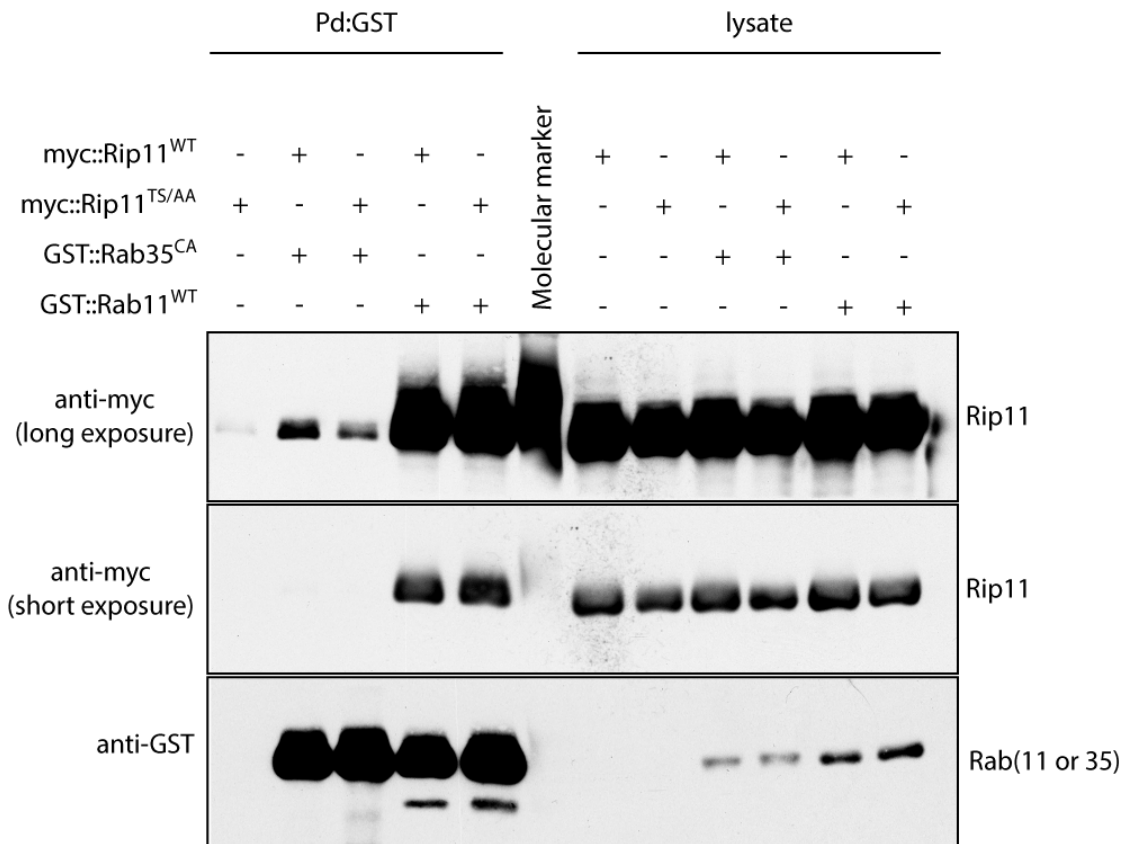 Pd:GST lysate
Molecular marker
myc::Rip11WT - + - + - + - + - + -
myc::Rip11TS/AA + - + - + - + - + - +
GST::Rab35CA - + + - - - - + + - -
GST::Rab11WT - - - + + - - - - + +
anti-myc
(long exposure)
Rip11
anti-myc
(short exposure)
Rip11
anti-GST
Rab(11 or 35)